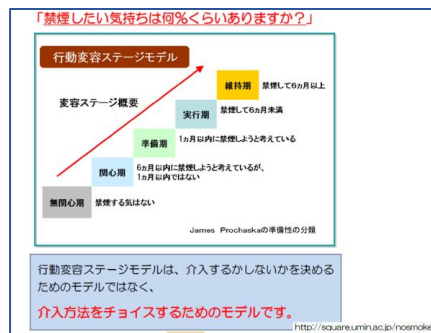 「禁煙したい気持ちは何%くらいありますか？」
行動変容ステージモデル
変容ステージ概要
維持期 禁煙して6ヵ月以上
実行期 禁煙して6ヵ月未満
準備期 1ヵ月以内に禁煙しようと考えている
関心期 6ヵ月以内に禁煙しようと考えているが、
1ヵ月以内ではない
無関心期 禁煙する気はない
James Prochaskaの準備性の分類
行動変容ステージモデルは、介入するかしないかを決める
ためのモデルではなく、
介入方法をチョイスするためのモデルです。
http://square.umin.ac.jp/nosmoke